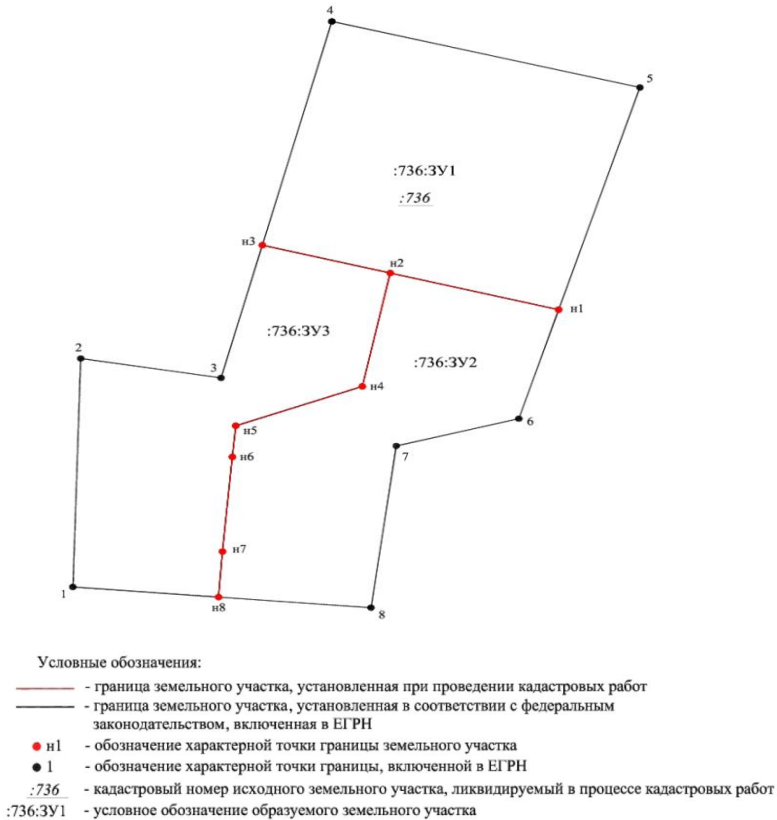 4
5
:736:ЗУ1
:736
н3
н2
н1
:736:ЗУ3
:736:ЗУ2
2
3
н4
6
н5
7
н6
н7
1
н8
8
Условные обозначения:
- граница земельного участка, установленная при проведении кадастровых работ
- граница земельного участка, установленная в соответствии с федеральным
законодательством, включенная в ЕГРН
н1 - обозначение характерной точки границы земельного участка
1 - обозначение характерной точки границы, включенной в ЕГРН
:736 - кадастровый номер исходного земельного участка, ликвидируемый в процессе кадастровых работ
:736:ЗУ1 - условное обозначение образуемого земельного участка